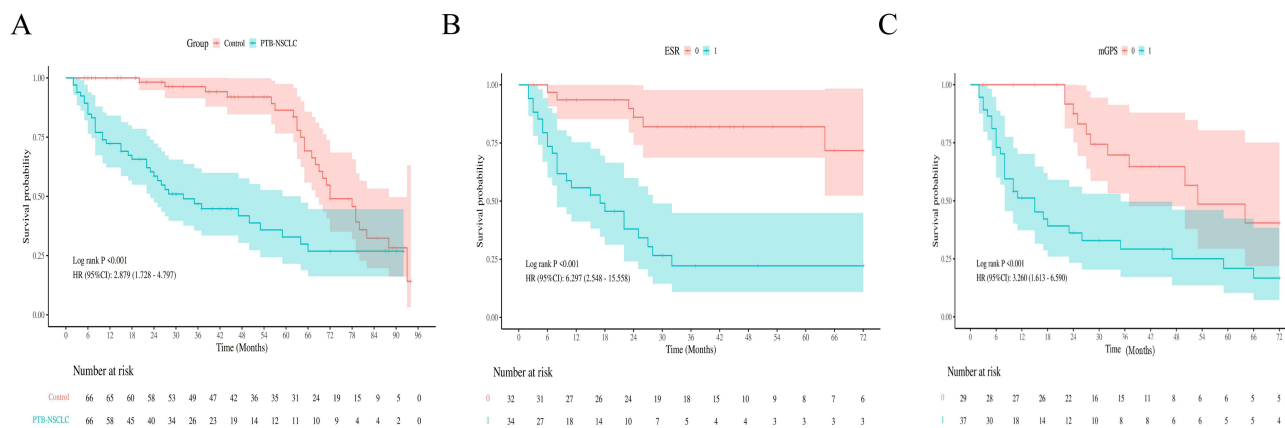 A
Group Control PTB-NSCLC
1.00
0.75
0.50
0.25
0.00
Survival probability
Log rank P <0.001
HR (95%CI): 2.879 (1.728 - 4.797)
0 6 12 18 24 30 36 42 48 54 60 66 72 78 84 90 96
Time (Months)
Number at risk
Control 66 65 60 58 53 49 47 42 36 35 31 24 19 15 9 5 0
PTB-NSCLC 66 58 45 40 34 26 23 19 14 12 11 10 9 4 4 2 0
B
ESR 0 1
1.00
0.75
0.50
0.25
0.00
Survival probability
Log rank P <0.001
HR (95%CI): 6.297 (2.548 - 15.558)
0 6 12 18 24 30 36 42 48 54 60 66 72
Time (Months)
Number at risk
0 32 31 27 26 24 19 18 15 10 9 8 7 6
1 34 27 18 14 10 7 5 4 4 3 3 3 3
C
mGPS 0 1
1.00
0.75
0.50
0.25
0.00
Survival probability
Log rank P <0.001
HR (95%CI): 3.260 (1.613 - 6.590)
0 6 12 18 24 30 36 42 48 54 60 66 72
Time (Months)
Number at risk
0 29 28 27 26 22 16 15 11 8 6 6 5 5
1 37 30 18 14 12 10 8 8 6 6 5 5 4